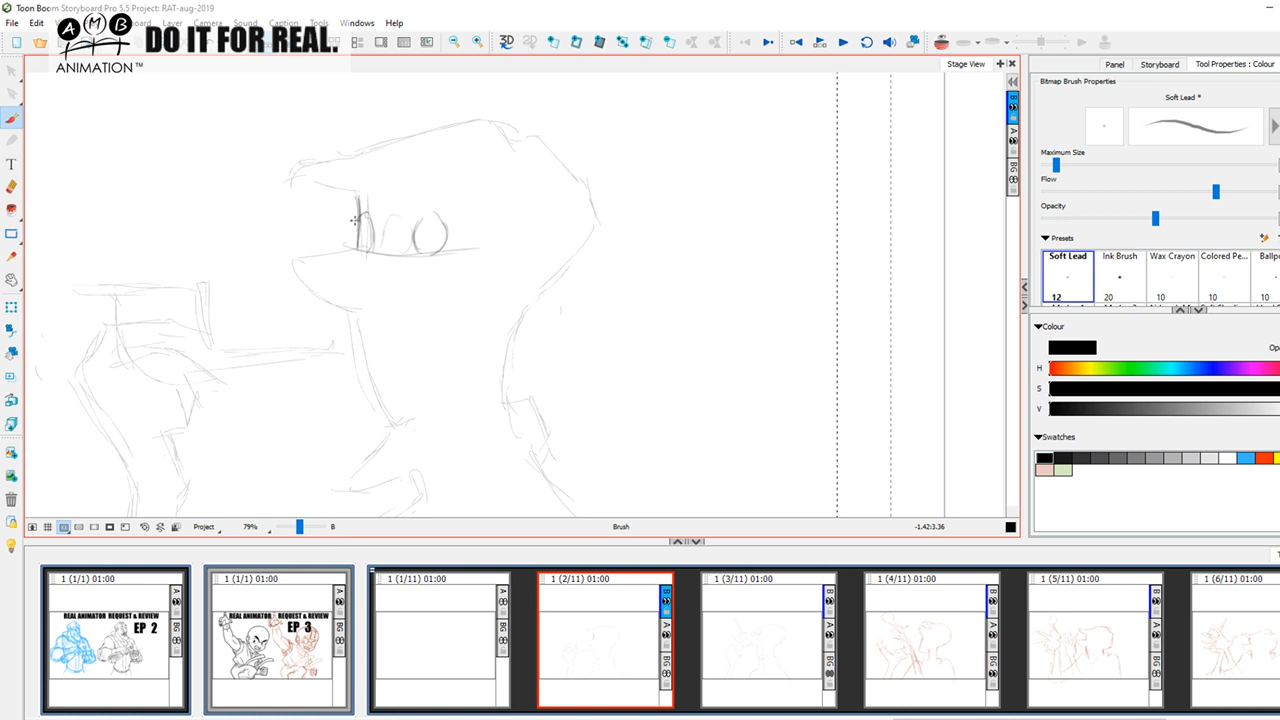 Toon Boom Storyboard Pro 5.5 Project: RAT-aug-2019
File Edit Layer Camera Sound Caption Tools Windows Help
AMB
ANIMATION™
DO IT FOR REAL.
3D 2D
Stage View
Panel Storyboard Tool Properties : Colour
Bitmap Brush Properties
Soft Lead *
Maximum Size
Flow
Opacity
Presets
Soft Lead Ink Brush Wax Crayon Colored Pe... Ballpo
12 20 10 10 10
Colour
Opa
H
S
V
Swatches
B
A
BG
Project 79% B Brush -1.42:3.36
1 (1/1) 01:00 1 (1/1) 01:00 1 (1/11) 01:00 1 (2/11) 01:00 1 (3/11) 01:00 1 (4/11) 01:00 1 (5/11) 01:00 1 (6/11) 01:00
REAL ANIMATOR REQUEST & REVIEW
EP 2
REAL ANIMATOR REQUEST & REVIEW
EP 3